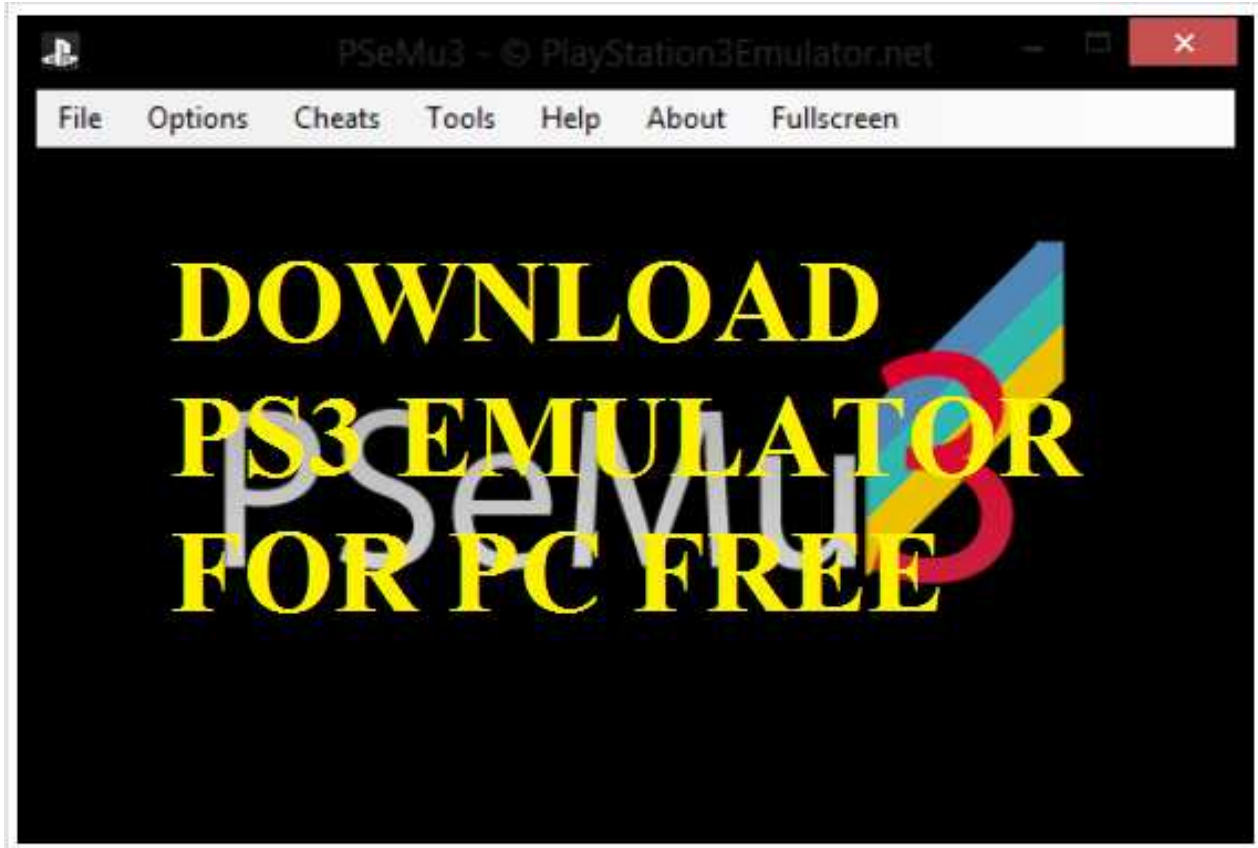 PSeMu3 - © PlayStation3Emulator.net
File Options Cheats Tools Help About Fullscreen
DOWNLOAD
PS3 EMULATOR
FOR PC FREE
PSeMu3